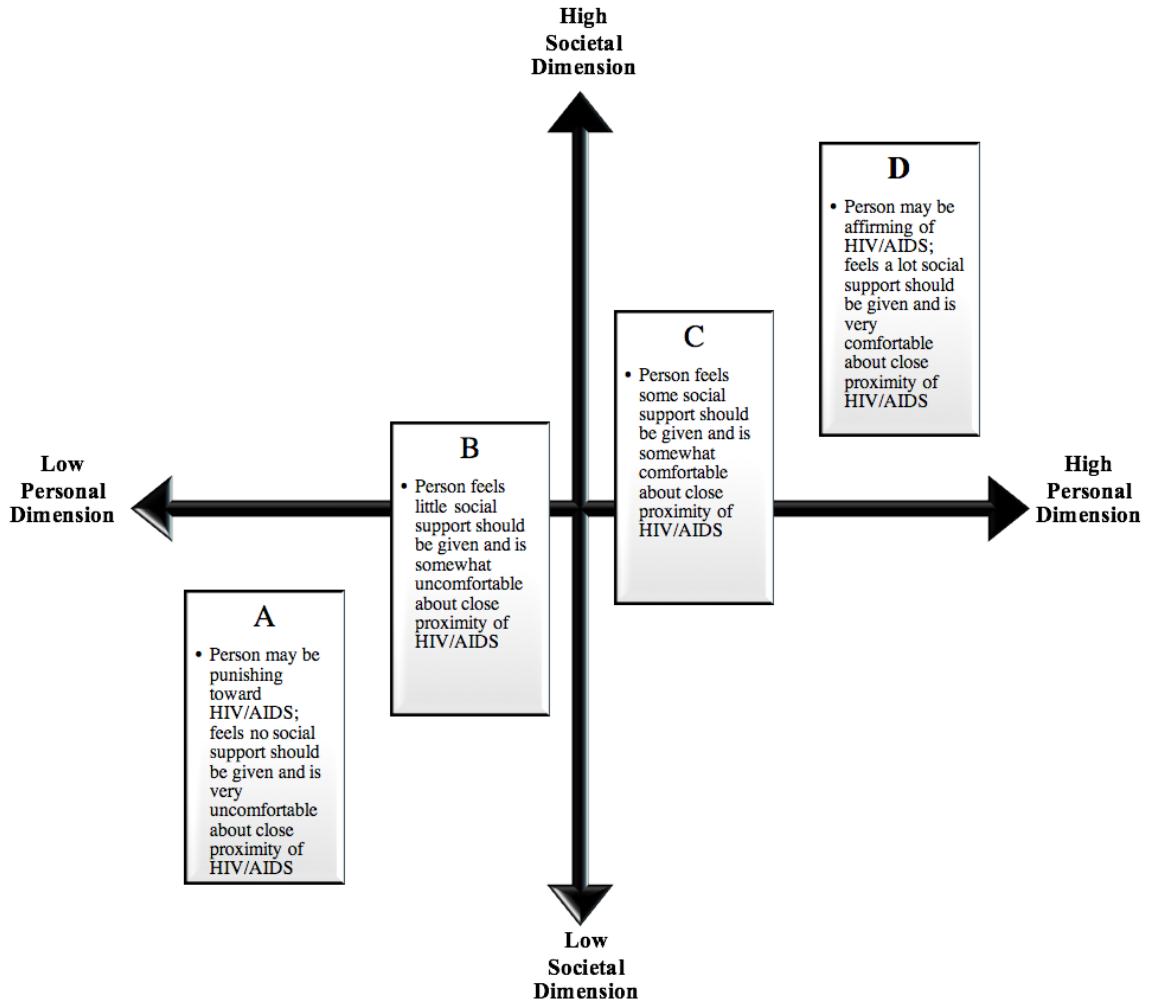 High
Societal
Dimension
D
• Person may be
affirming of
HIV/AIDS;
feels a lot social
support should
be given and is
very
comfortable
about close
proximity of
HIV/AIDS
C
• Person feels
some social
support should
be given and is
somewhat
comfortable
about close
proximity of
HIV/AIDS
B
• Person feels
little social
support should
be given and is
somewhat
uncomfortable
about close
proximity of
HIV/AIDS
Low
Personal
Dimension
High
Personal
Dimension
A
• Person may be
punishing
toward
HIV/AIDS;
feels no social
support should
be given and is
very
uncomfortable
about close
proximity of
HIV/AIDS
Low
Societal
Dimension